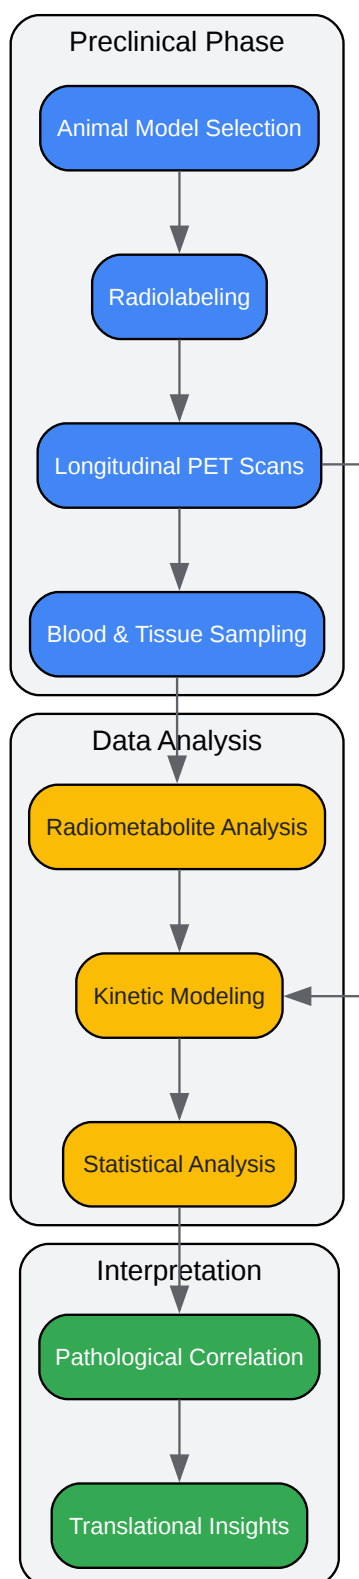 Preclinical Phase
Animal Model Selection
Radiolabeling
Longitudinal PET Scans
Blood & Tissue Sampling
Data Analysis
Radiometabolite Analysis
Kinetic Modeling
Statistical Analysis
Interpretation
Pathological Correlation
Translational Insights